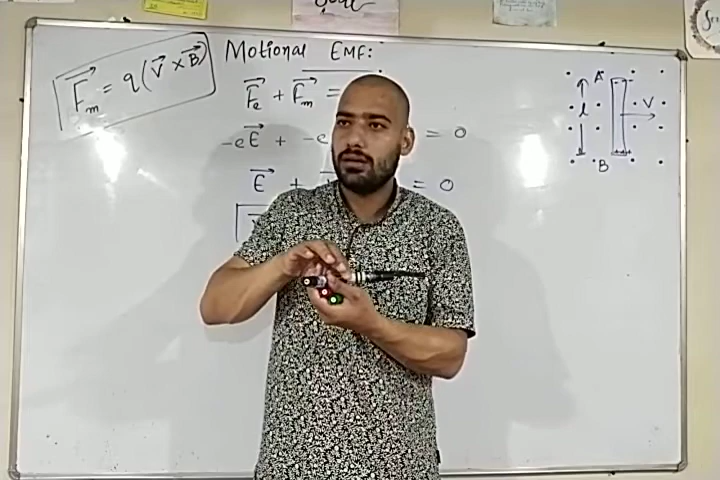 Motional EMF:
F⃗m = q(V⃗ × B⃗)
F⃗e + F⃗m =
-eE⃗ + -e = 0
E⃗ + = 0
A
l
V
B